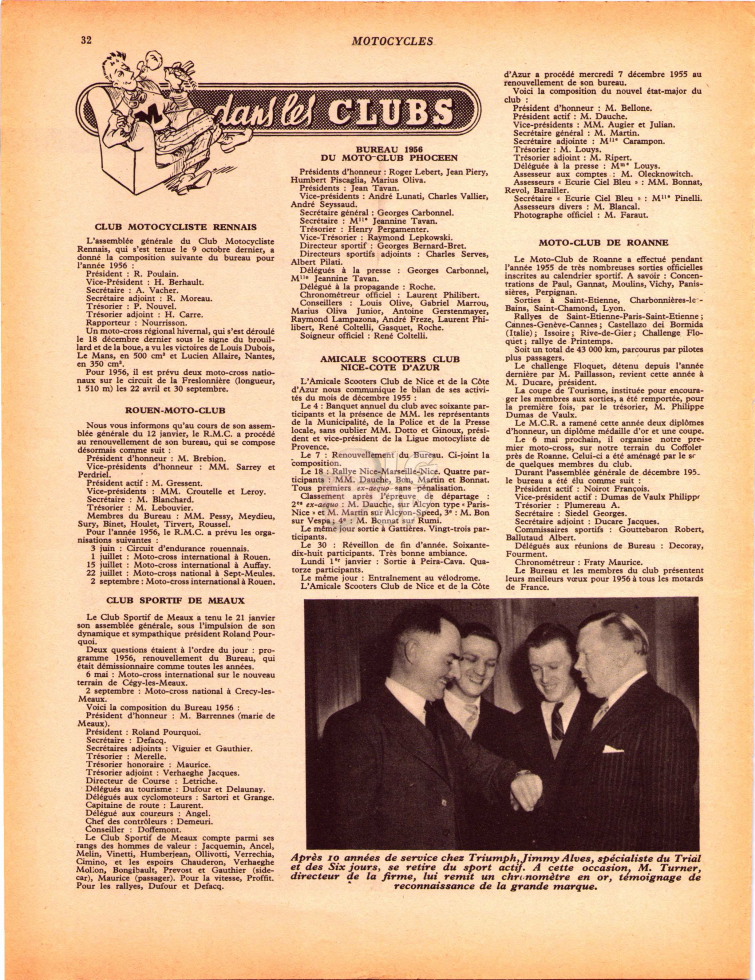 32
MOTOCYCLES
dans les CLUBS
CLUB MOTOCYCLISTE RENNAIS
L'assemblée générale du Club Motocycliste
Rennais, qui s'est tenue le 9 octobre dernier, a
donné la composition suivante du bureau pour
l'année 1956 :
Président : R. Poulain.
Vice-Président : H. Berhault.
Secrétaire : A. Vacher.
Secrétaire adjoint : R. Moreau.
Trésorier : P. Nouvel.
Trésorier adjoint : H. Carre.
Rapporteur : Nourrisson.
Un moto-cross régional hivernal, qui s'est déroulé
le 18 décembre dernier sous le signe du brouil-
lard et de la boue, a vu les victoires de Louis Dubois,
Le Mans, en 500 cm³ et Lucien Allaire, Nantes,
en 350 cm³.
Pour 1956, il est prévu deux moto-cross natio-
naux sur le circuit de la Freslonnière (longueur,
1 510 m) les 22 avril et 30 septembre.
ROUEN-MOTO-CLUB
Nous vous informons qu'au cours de son assem-
blée générale du 12 janvier, le R.M.C. a procédé
au renouvellement de son bureau, qui se compose
désormais comme suit :
Président d'honneur : M. Brebion.
Vice-présidents d'honneur : MM. Sarrey et
Perdriel.
Président actif : M. Gressent.
Vice-présidents : MM. Croutelle et Leroy.
Secrétaire : M. Blanchard.
Trésorier : M. Lebouvier.
Membres du Bureau : MM. Pessy, Meydieu,
Sury, Binet, Houlet, Tirvert, Roussel.
Pour l'année 1956, le R.M.C. a prévu les orga-
nisations suivantes :
3 juin : Circuit d'endurance rouennais.
1 juillet : Moto-cross international à Rouen.
15 juillet : Moto-cross international à Auffay.
22 juillet : Moto-cross national à Sept-Meules.
2 septembre : Moto-cross international à Rouen.
CLUB SPORTIF DE MEAUX
Le Club Sportif de Meaux a tenu le 21 janvier
son assemblée générale, sous l'impulsion de son
dynamique et sympathique président Roland Pour-
quoi.
Deux questions étaient à l'ordre du jour : pro-
gramme 1956, renouvellement du Bureau, qui
était démissionnaire comme toutes les années.
6 mai : Moto-cross international sur le nouveau
terrain de Cégy-les-Meaux.
2 septembre : Moto-cross national à Crecy-les-
Meaux.
Voici la composition du Bureau 1956 :
Président d'honneur : M. Barrennes (marie de
Meaux).
Président : Roland Pourquoi.
Secrétaire : Defacq.
Secrétaires adjoints : Viguier et Gauthier.
Trésorier : Merelle.
Trésorier honoraire : Maurice.
Trésorier adjoint : Verhaeghe Jacques.
Directeur de Course : Letriche.
Délégués au tourisme : Dufour et Delaunay.
Délégués aux cyclomoteurs : Sartori et Grange.
Capitaine de route : Laurent.
Délégué aux coureurs : Angel.
Chef des contrôleurs : Demeuri.
Conseiller : Doffemont.
Le Club Sportif de Meaux compte parmi ses
rangs des hommes de valeur : Jacquemin, Ancel,
Melin, Vinetti, Humberjean, Ollivotti, Verrechia,
Cimino, et les espoirs Chauderon, Verhaeghe
Molion, Bongibault, Prevost et Gauthier (side-
car), Maurice (passager). Pour la vitesse, Proffit.
Pour les rallyes, Dufour et Defacq.
BUREAU 1956
DU MOTO-CLUB PHOCEEN
Présidents d'honneur : Roger Lebert, Jean Piery,
Humbert Piscaglia, Marius Oliva.
Présidents : Jean Tavan.
Vice-présidents : André Lunati, Charles Vallier,
André Seyssaud.
Secrétaire général : Georges Carbonnel.
Secrétaire : Mlle Jeannine Tavan.
Trésorier : Henry Pergamenter.
Vice-Trésorier : Raymond Lepkowski.
Directeur sportif : Georges Bernard-Bret.
Directeurs sportifs adjoints : Charles Serves,
Albert Pilati.
Délégués à la presse : Georges Carbonnel,
Mlle Jeannine Tavan.
Délégué à la propagande : Roche.
Chronométreur officiel : Laurent Philibert.
Conseillers : Louis Olive, Gabriel Marrou,
Marius Oliva Junior, Antoine Gerstenmayer,
Raymond Lampazona, André Freze, Laurent Phi-
libert, René Coltelli, Gasquet, Roche.
Soigneur officiel : René Coltelli.
AMICALE SCOOTERS CLUB
NICE-COTE D'AZUR
L'Amicale Scooters Club de Nice et de la Côte
d'Azur nous communique le bilan de ses activi-
tés du mois de décembre 1955 :
Le 4 : Banquet annuel du club avec soixante par-
ticipants et la présence de MM. les représentants
de la Municipalité, de la Police et de la Presse
locale, sans oublier MM. Dotto et Ginoux, prési-
dent et vice-président de la Ligue motocyliste de
Provence.
Le 7 : Renouvellement du Bureau. Ci-joint la
composition.
Le 18 : Rallye Nice-Marseille-Nice. Quatre par-
ticipants : MM. Dauche, Bon, Martin et Bonnat.
Tous premiers ex-aequo sans pénalisation.
Classement après l'épreuve de départage :
2es ex-aequo : M. Dauche, sur Alcyon type « Paris-
Nice » et M. Martin sur Alcyon-Speed, 3e : M. Bon
sur Vespa ; 4e : M. Bonnat sur Rumi.
Le même jour sortie à Gattières. Vingt-trois par-
ticipants.
Le 30 : Réveillon de fin d'année. Soixante-
dix-huit participants. Très bonne ambiance.
Lundi 1er janvier : Sortie à Peira-Cava. Qua-
torze participants.
Le même jour : Entraînement au vélodrome.
L'Amicale Scooters Club de Nice et de la Côte
d'Azur a procédé mercredi 7 décembre 1955 au
renouvellement de son bureau.
Voici la composition du nouvel état-major du
club :
Président d'honneur : M. Bellone.
Président actif : M. Dauche.
Vice-présidents : MM. Augier et Julian.
Secrétaire général : M. Martin.
Secrétaire adjointe : Mlle Carampon.
Trésorier : M. Louys.
Trésorier adjoint : M. Ripert.
Déléguée à la presse : Mme Louys.
Assesseur aux comptes : M. Olecknowitch.
Assesseurs « Ecurie Ciel Bleu » : MM. Bonnat,
Revol, Barailler.
Secrétaire « Ecurie Ciel Bleu » : Mlle Pinelli.
Assesseurs divers : M. Blancal.
Photographe officiel : M. Faraut.
MOTO-CLUB DE ROANNE
Le Moto-Club de Roanne a effectué pendant
l'année 1955 de très nombreuses sorties officielles
inscrites au calendrier sportif. A savoir : Concen-
trations de Paul, Gannat, Moulins, Vichy, Panis-
sières, Perpignan.
Sorties à Saint-Etienne, Charbonnières-les-
Bains, Saint-Chamond, Lyon.
Rallyes de Saint-Etienne-Paris-Saint-Etienne ;
Cannes-Genève-Cannes ; Castellazo dei Bormida
(Italie) ; Issoire ; Rive-de-Gier ; Challenge Flo-
quet ; rallye de Printemps.
Soit un total de 43 000 km, parcourus par pilotes
plus passagers.
Le challenge Floquet, détenu depuis l'année
dernière par M. Paillasson, revient cette année à
M. Ducare, président.
La coupe de Tourisme, instituée pour encoura-
ger les membres aux sorties, a été remportée, pour
la première fois, par le trésorier, M. Philippe
Dumas de Vaulx.
Le M.C.R. a ramené cette année deux diplômes
d'honneur, un diplôme médaille d'or et une coupe.
Le 6 mai prochain, il organise notre pre-
mier moto-cross, sur notre terrain du Coffolet
près de Roanne. Celui-ci a été aménagé par le
de quelques membres du club.
Durant l'assemblée générale de décembre 195
le bureau a été élu comme suit :
Président actif : Noirot François.
Vice-président actif : Dumas de Vaulx Philippe
Trésorier : Plumereau A.
Secrétaire : Siedel Georges.
Secrétaire adjoint : Ducare Jacques.
Commissaires sportifs : Gouttebaron Robert,
Ballutaud Albert.
Délégués aux réunions de Bureau : Decoray,
Fourment.
Chronométreur : Fraty Maurice.
Le Bureau et les membres du club présentent
leurs meilleurs vœux pour 1956 à tous les motards
de France.
Après 10 années de service chez Triumph, Jimmy Alves, spécialiste du Trial
et des Six jours, se retire du sport actif. A cette occasion, M. Turner,
directeur de la firme, lui remit un chronomètre en or, témoignage de
reconnaissance de la grande marque.